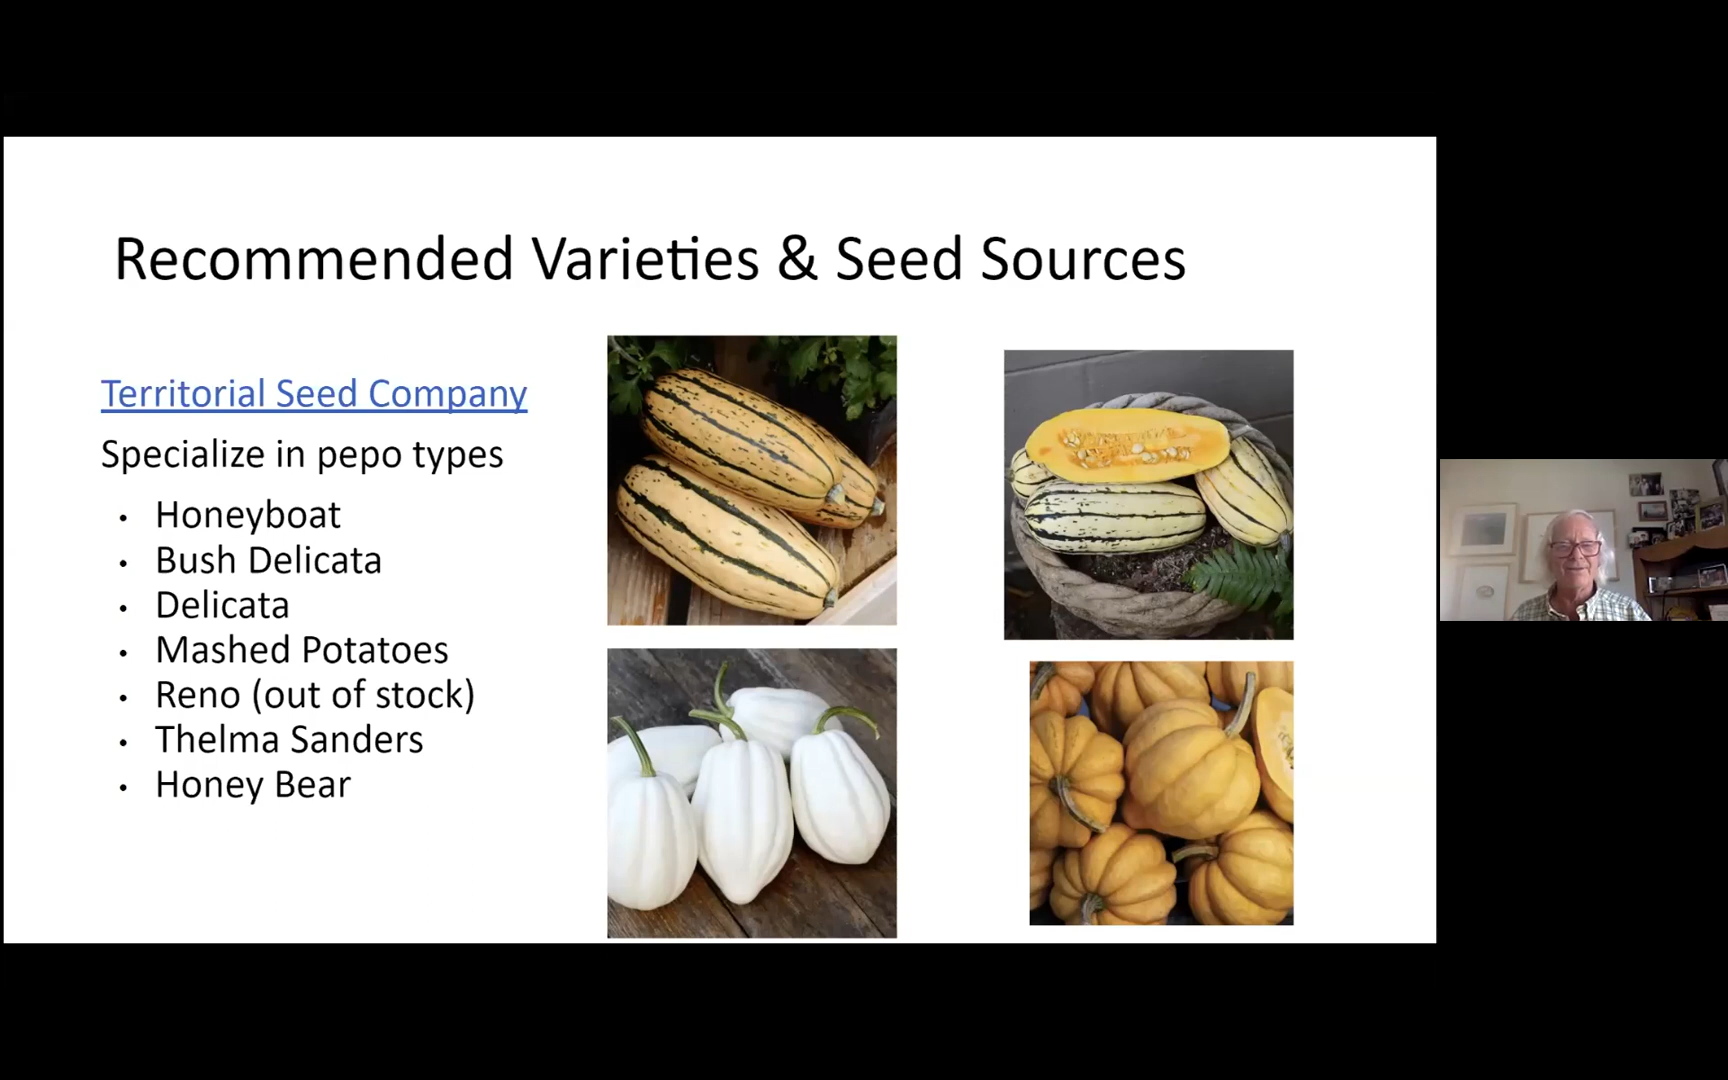 Recommended Varieties & Seed Sources
Territorial Seed Company
Specialize in pepo types
• Honeyboat
• Bush Delicata
• Delicata
• Mashed Potatoes
• Reno (out of stock)
• Thelma Sanders
• Honey Bear